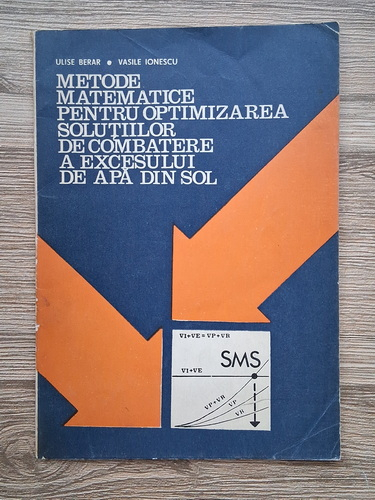 ULISE BERAR ● VASILE IONESCU
METODE
MATEMATICE
PENTRU OPTIMIZAREA
SOLUȚIILOR
DE COMBATERE
A EXCESULUI
DE APĂ DIN SOL
VI+VE=VP+VR
SMS
VI+VE
VP+VR
VP
VR